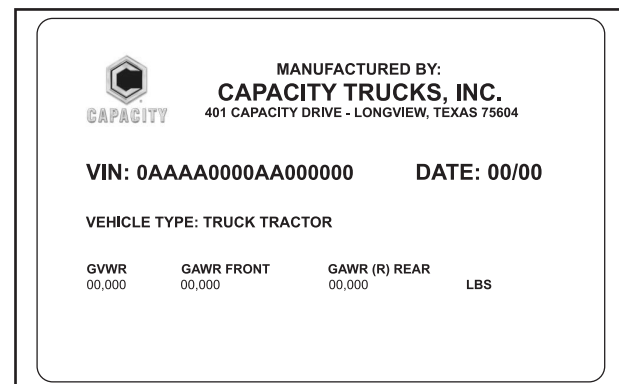 MANUFACTURED BY:
CAPACITY TRUCKS, INC.
401 CAPACITY DRIVE - LONGVIEW, TEXAS 75604
CAPACITY
VIN: 0AAAA0000AA000000 DATE: 00/00
VEHICLE TYPE: TRUCK TRACTOR
GVWR GAWR FRONT GAWR (R) REAR
00,000 00,000 00,000 LBS